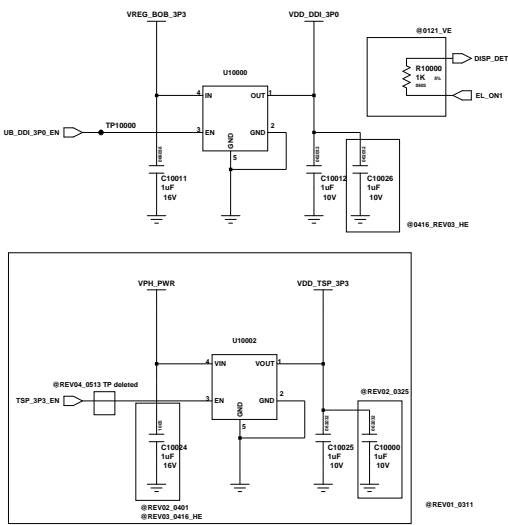 VREG_BOB_3P3
VDD_DDI_3P0
@0121_VE
U10000
DISP_DET
R10000
1K 5%
0603
EL_ON1
4 IN
OUT 1
UB_DDI_3P0_EN
TP10000
3 EN
GND 2
GND
5
C10011
1uF
16V
C10012
1uF
10V
C10026
1uF
10V
@0416_REV03_HE
VPH_PWR
VDD_TSP_3P3
U10002
4 VIN
VOUT 1
@REV04_0513 TP deleted
TSP_3P3_EN
3 EN
GND 2
GND
5
@REV02_0325
1005
C10024
1uF
16V
C10025
1uF
10V
C10000
1uF
10V
@REV02_0401
@REV03_0416_HE
@REV01_0311